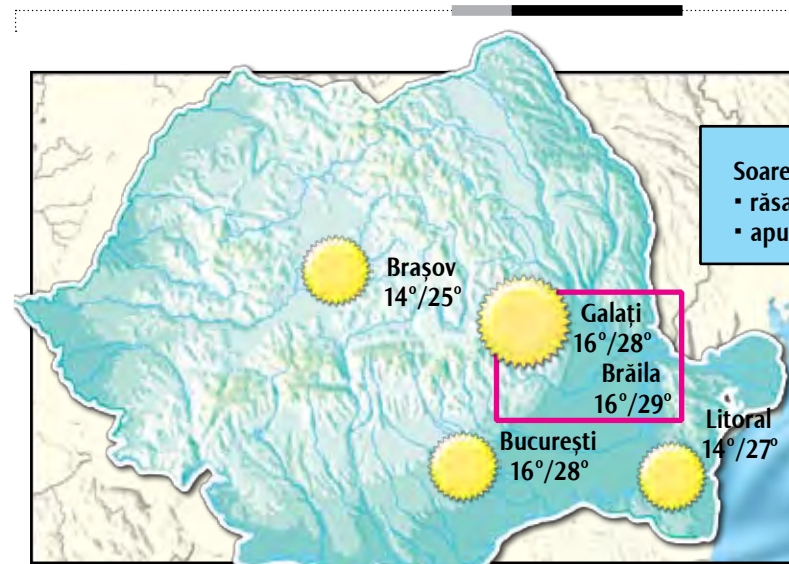 Soare
▪ răsa
▪ apu
Brașov
14°/25°
Galați
16°/28°
Brăila
16°/29°
Litoral
14°/27°
București
16°/28°